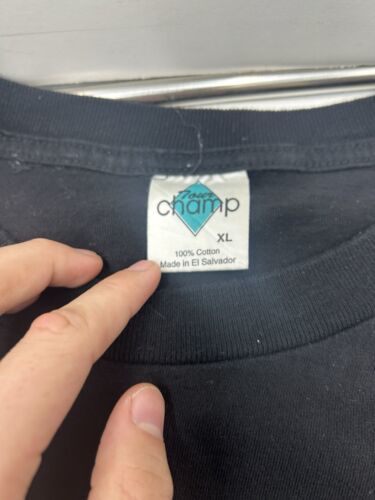 Tour
champ
XL
100% Cotton
Made in El Salvador